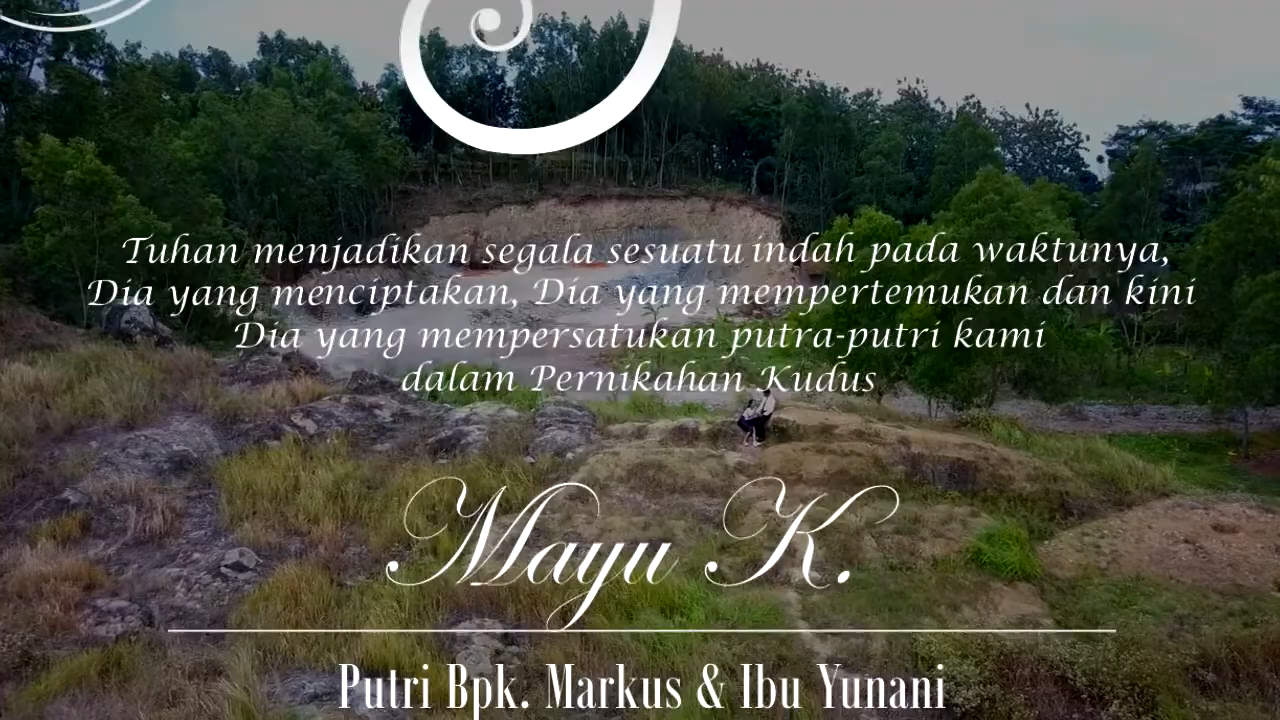 Tuhan menjadikan segala sesuatu indah pada waktunya,
Dia yang menciptakan, Dia yang mempertemukan dan kini
Dia yang mempersatukan putra-putri kami
dalam Pernikahan Kudus
Mayu K.
Putri Bpk. Markus & Ibu Yunani